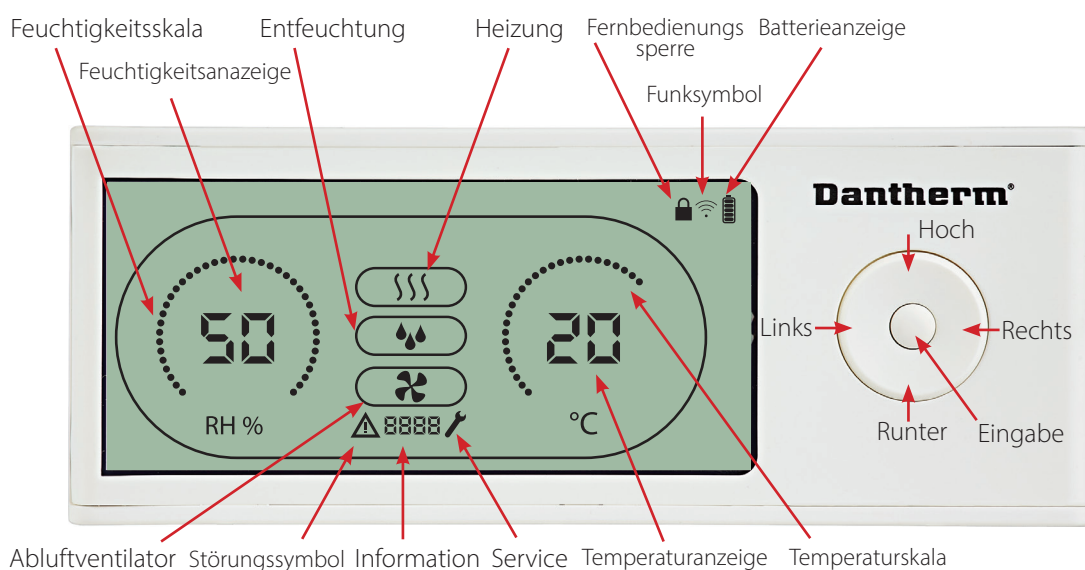 Feuchtigkeitsskala Entfeuchtung Heizung Fernbedienungs Batterieanzeige
sperre
Feuchtigkeitsanazeige
Funksymbol
Dantherm®
Hoch
50 20
Links Rechts
RH % 8888 °C
Runter Eingabe
Abluftventilator Störungssymbol Information Service Temperaturanzeige Temperaturskala